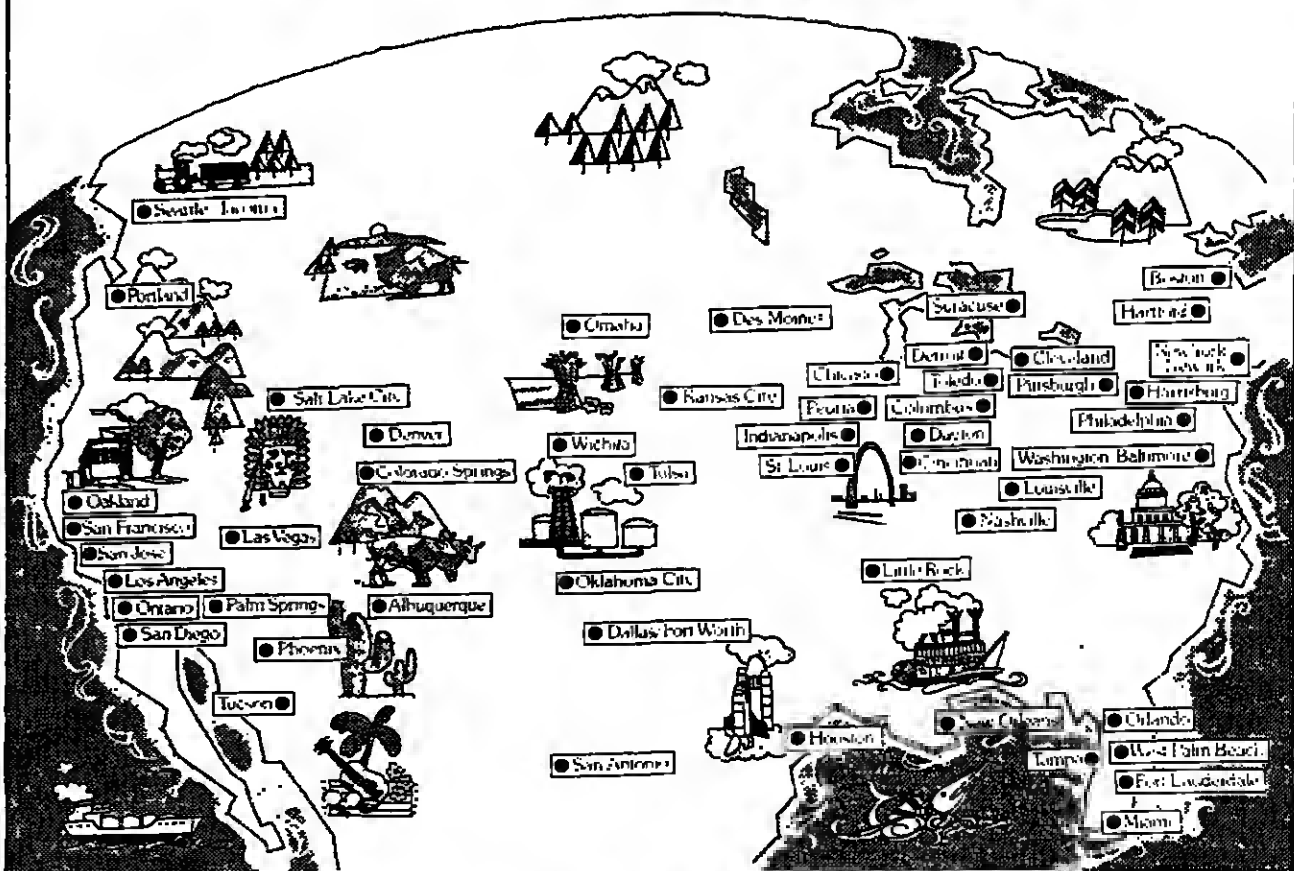 Seattle Tacoma
Portland
Boston
Syracuse
Hartford
Omaha
Des Moines
Detroit
Cleveland
New York
Newark
Chicago
Toledo
Pittsburgh
Harrisburg
Salt Lake City
Kansas City
Peoria
Columbus
Philadelphia
Denver
Wichita
Indianapolis
Dayton
Colorado Springs
Tulsa
St. Louis
Cincinnati
Washington Baltimore
Oakland
Louisville
San Francisco
Las Vegas
Nashville
San Jose
Los Angeles
Oklahoma City
Little Rock
Ontario
Palm Springs
Albuquerque
San Diego
Phoenix
Dallas/Fort Worth
Tucson
Houston
New Orleans
Orlando
San Antonio
Tampa
West Palm Beach
Fort Lauderdale
Miami